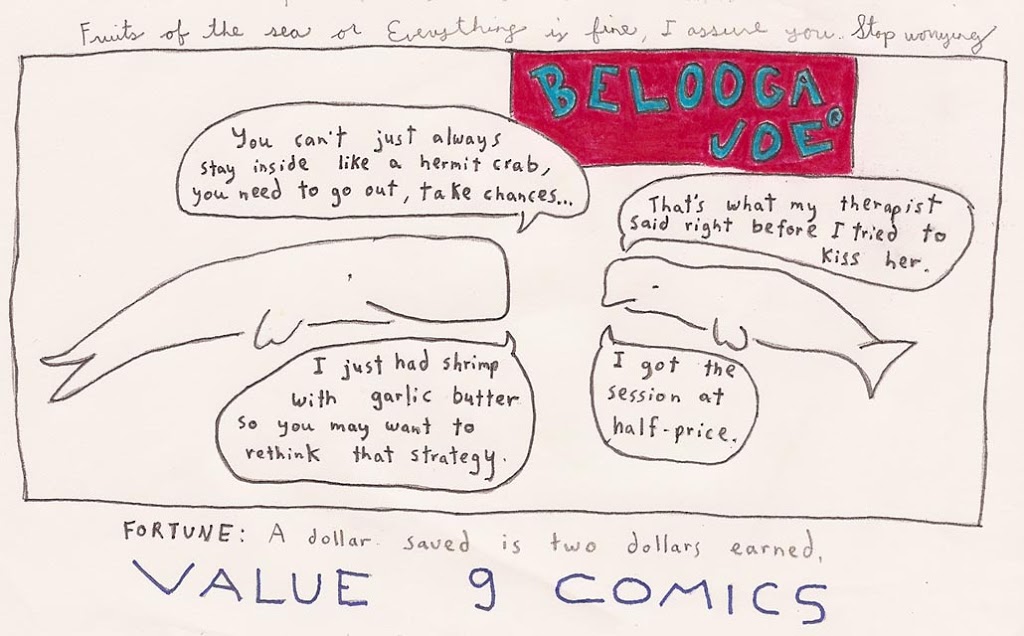 Fruits of the sea or Everything is fine, I assure you. Stop worrying
BELOOGA
JOE®
You can't just always
stay inside like a hermit crab,
you need to go out, take chances...
That's what my therapist
said right before I tried to
kiss her.
I just had shrimp
with garlic butter
so you may want to
rethink that strategy.
I got the
session at
half-price.
FORTUNE: A dollar saved is two dollars earned.
VALUE 9 COMICS